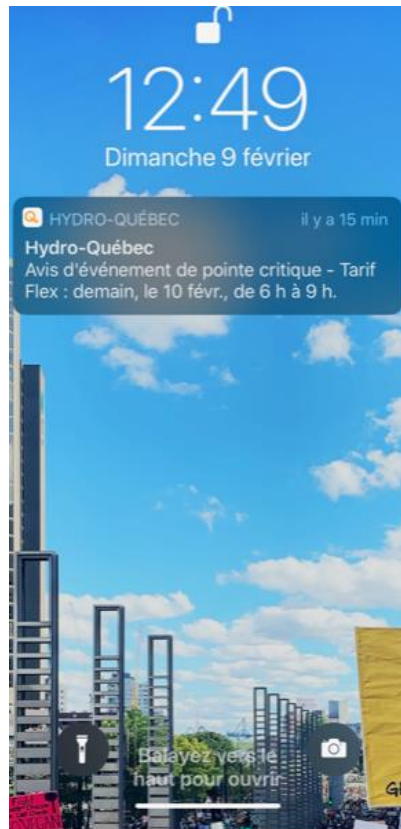 12:49
Dimanche 9 février
HYDRO-QUÉBEC il y a 15 min
Hydro-Québec
Avis d'événement de pointe critique - Tarif
Flex : demain, le 10 févr., de 6 h à 9 h.
Balayez vers le
haut pour ouvrir